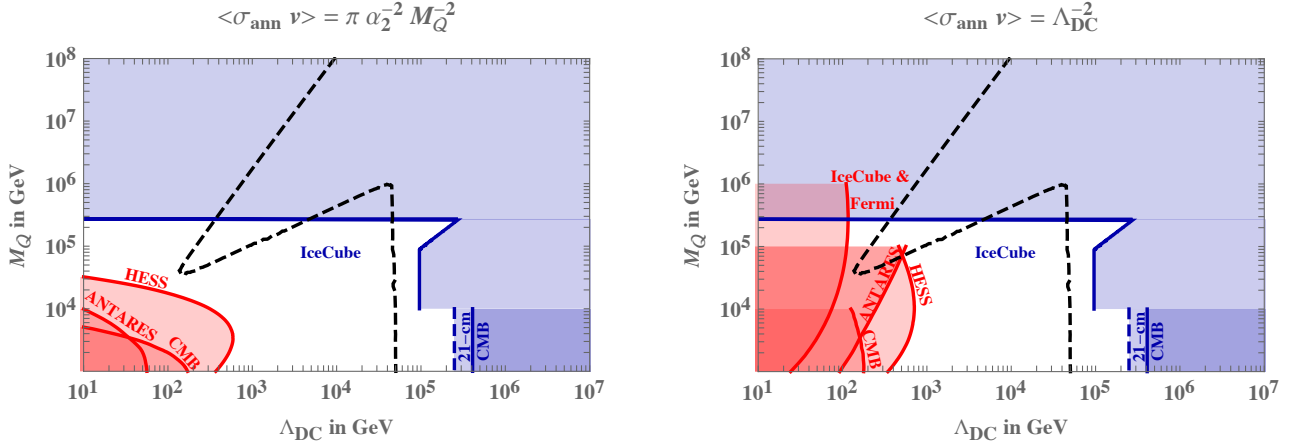 <σann v> = π α2^-2 MQ^-2
MQ in GeV
10^8
10^7
10^6
10^5
10^4
IceCube
HESS
ANTARES
CMB
21-cm
CMB
10^1 10^2 10^3 10^4 10^5 10^6 10^7
ΛDC in GeV
<σann v> = ΛDC^-2
MQ in GeV
10^8
10^7
10^6
10^5
10^4
IceCube &
Fermi
IceCube
ANTARES
HESS
CMB
21-cm
CMB
10^1 10^2 10^3 10^4 10^5 10^6 10^7
ΛDC in GeV